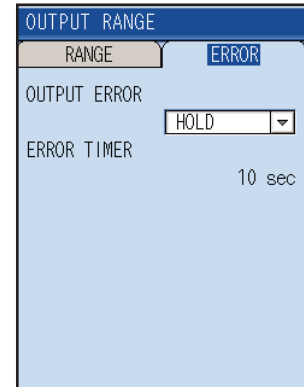 OUTPUT RANGE
RANGE ERROR
OUTPUT ERROR
HOLD
ERROR TIMER
10 sec